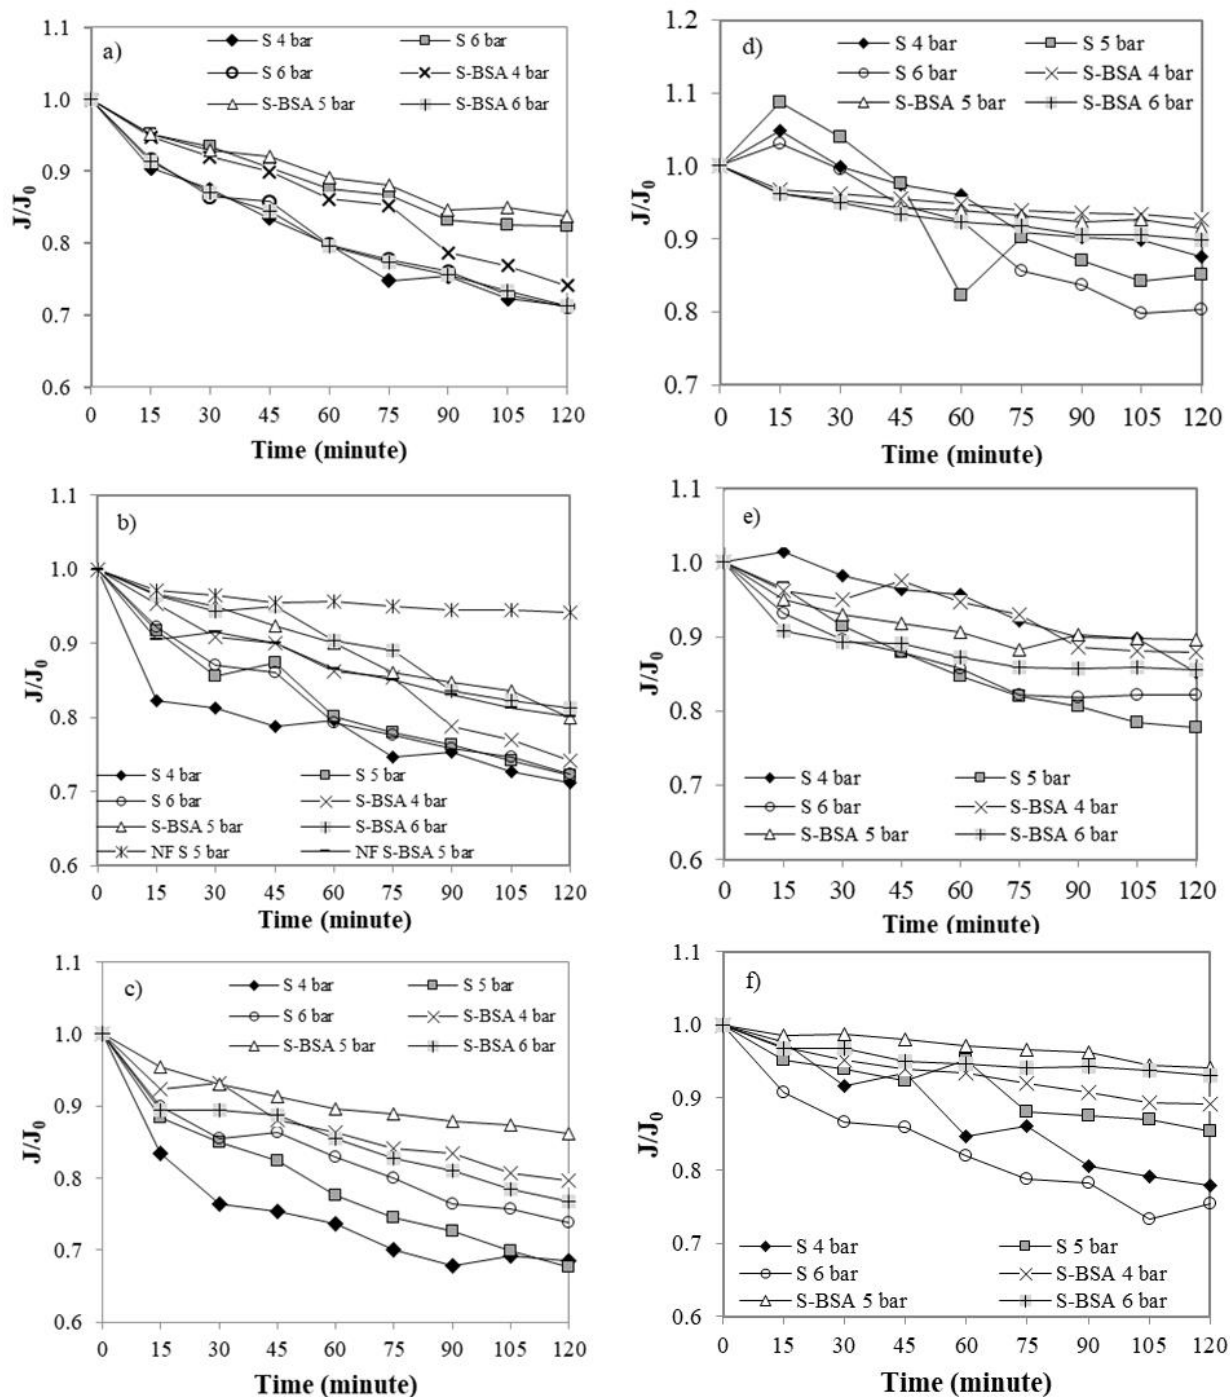 a)
S 4 bar S 6 bar
S 6 bar S-BSA 4 bar
S-BSA 5 bar S-BSA 6 bar
1.1
1.0
0.9
0.8
0.7
0.6
J/J0
0 15 30 45 60 75 90 105 120
Time (minute)
b)
1.1
1.0
0.9
0.8
0.7
0.6
J/J0
S 4 bar S 5 bar
S 6 bar S-BSA 4 bar
S-BSA 5 bar S-BSA 6 bar
NF S 5 bar NF S-BSA 5 bar
0 15 30 45 60 75 90 105 120
Time (minute)
c)
S 4 bar S 5 bar
S 6 bar S-BSA 4 bar
S-BSA 5 bar S-BSA 6 bar
1.1
1.0
0.9
0.8
0.7
0.6
J/J0
0 15 30 45 60 75 90 105 120
Time (minute)
d)
S 4 bar S 5 bar
S 6 bar S-BSA 4 bar
S-BSA 5 bar S-BSA 6 bar
1.2
1.1
1.0
0.9
0.8
0.7
J/J0
0 15 30 45 60 75 90 105 120
Time (minute)
e)
1.1
1.0
0.9
0.8
0.7
0.6
J/J0
S 4 bar S 5 bar
S 6 bar S-BSA 4 bar
S-BSA 5 bar S-BSA 6 bar
0 15 30 45 60 75 90 105 120
Time (minute)
f)
1.1
1.0
0.9
0.8
0.7
0.6
J/J0
S 4 bar S 5 bar
S 6 bar S-BSA 4 bar
S-BSA 5 bar S-BSA 6 bar
0 15 30 45 60 75 90 105 120
Time (minute)